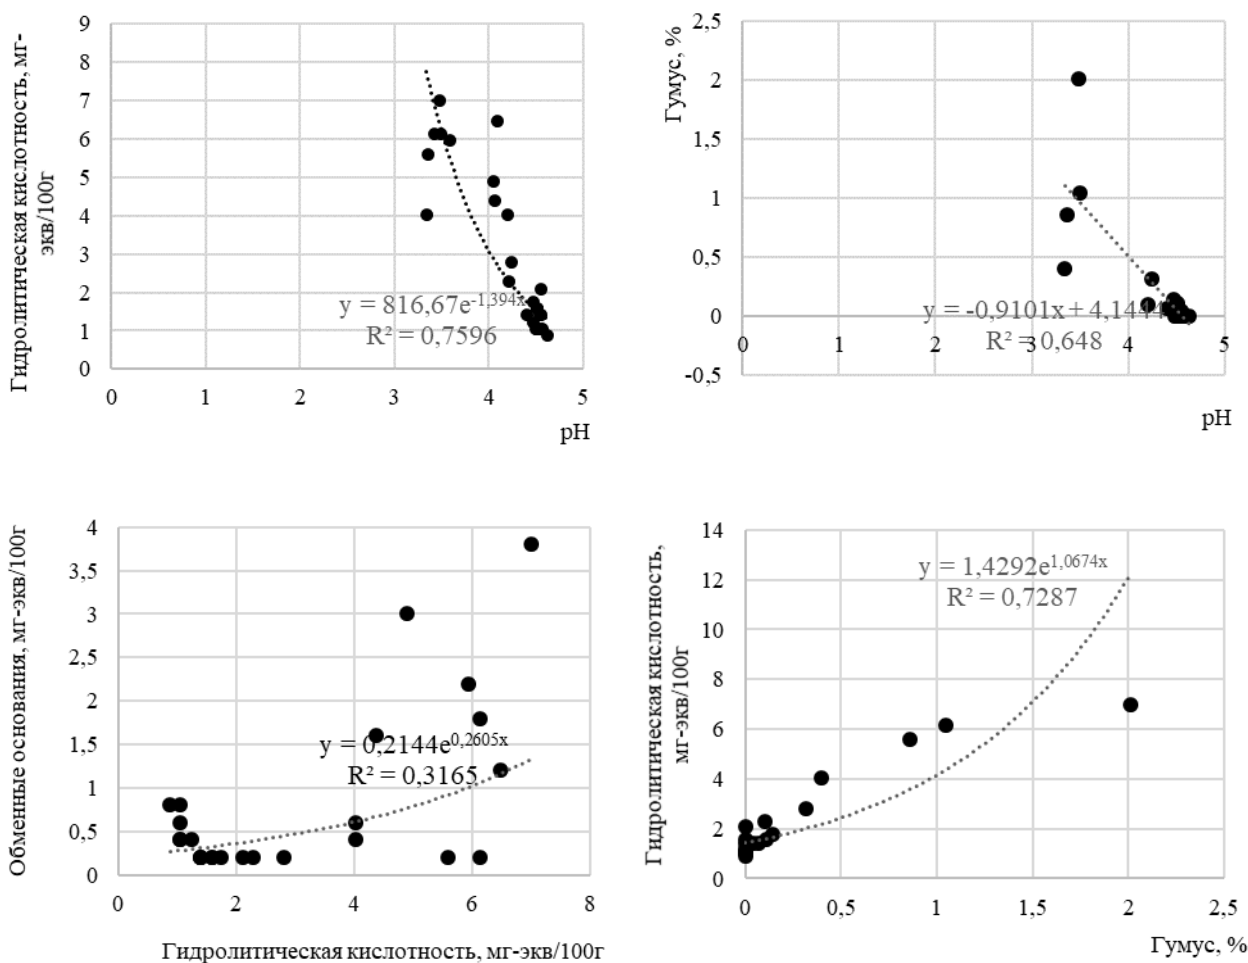 9
8
7
6
5
4
3
2
1
0
0 1 2 3 4 5
Гидролитическая кислотность, мг-
экв/100г
pH
y = 816,67e^-1,394x
R² = 0,7596
2,5
2
1,5
1
0,5
0
-0,5
0 1 2 3 4 5
Гумус, %
pH
y = -0,9101x + 4,1444
R² = 0,648
4
3,5
3
2,5
2
1,5
1
0,5
0
0 2 4 6 8
Обменные основания, мг-экв/100г
Гидролитическая кислотность, мг-экв/100г
y = 0,2144e^0,2605x
R² = 0,3165
14
12
10
8
6
4
2
0
0 0,5 1 1,5 2 2,5
Гидролитическая кислотность,
мг-экв/100г
Гумус, %
y = 1,4292e^1,0674x
R² = 0,7287